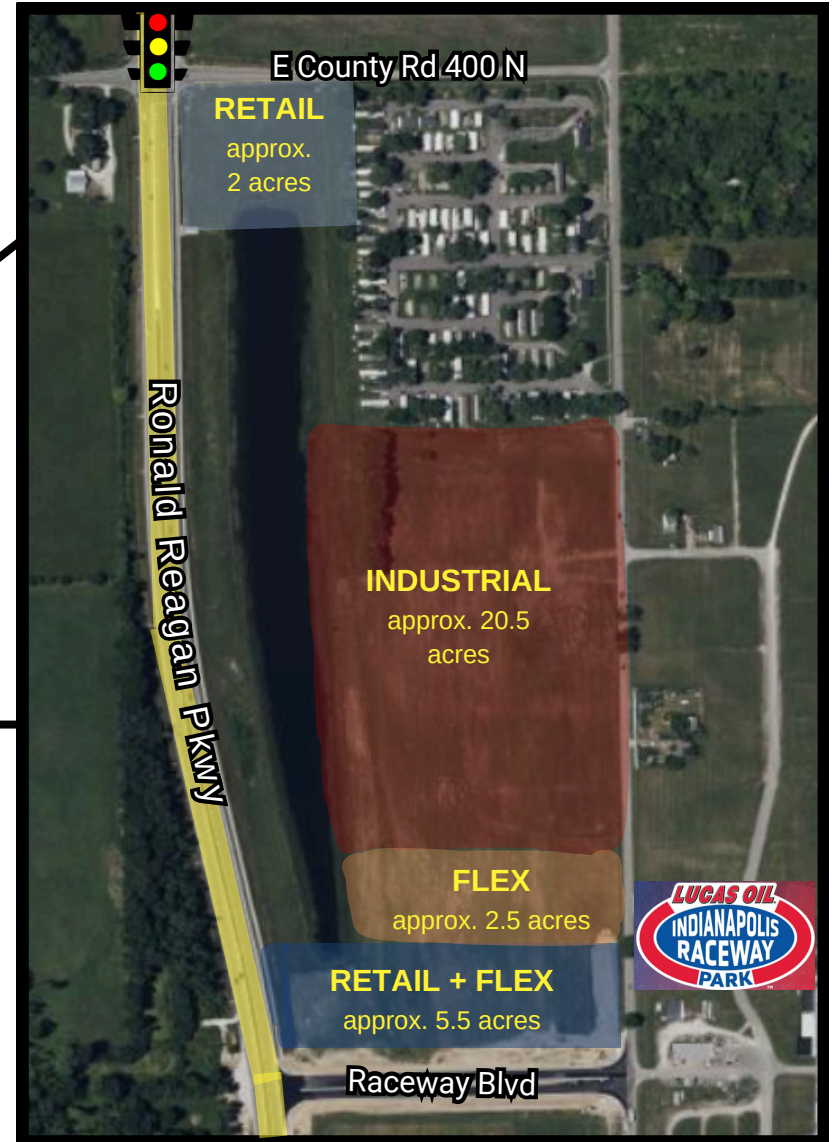 E County Rd 400 N
RETAIL
approx.
2 acres
Ronald Reagan Pkwy
INDUSTRIAL
approx. 20.5
acres
FLEX
approx. 2.5 acres
LUCAS OIL
INDIANAPOLIS
RACEWAY
PARK
RETAIL + FLEX
approx. 5.5 acres
Raceway Blvd